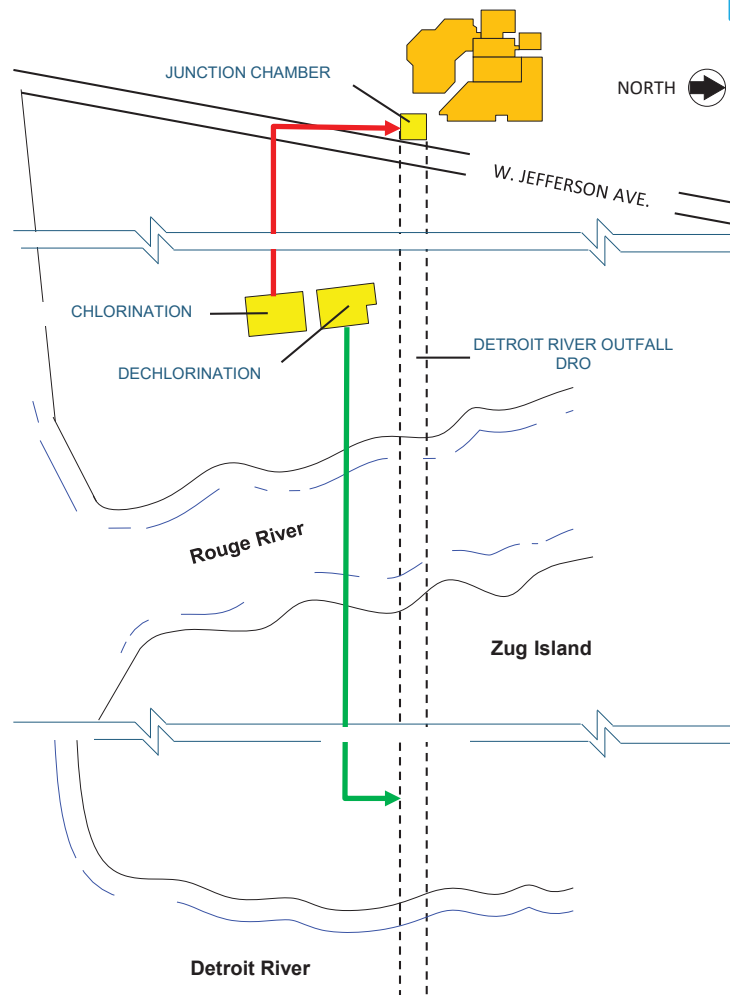 JUNCTION CHAMBER
NORTH
W. JEFFERSON AVE.
CHLORINATION
DECHLORINATION
DETROIT RIVER OUTFALL
DRO
Rouge River
Zug Island
Detroit River